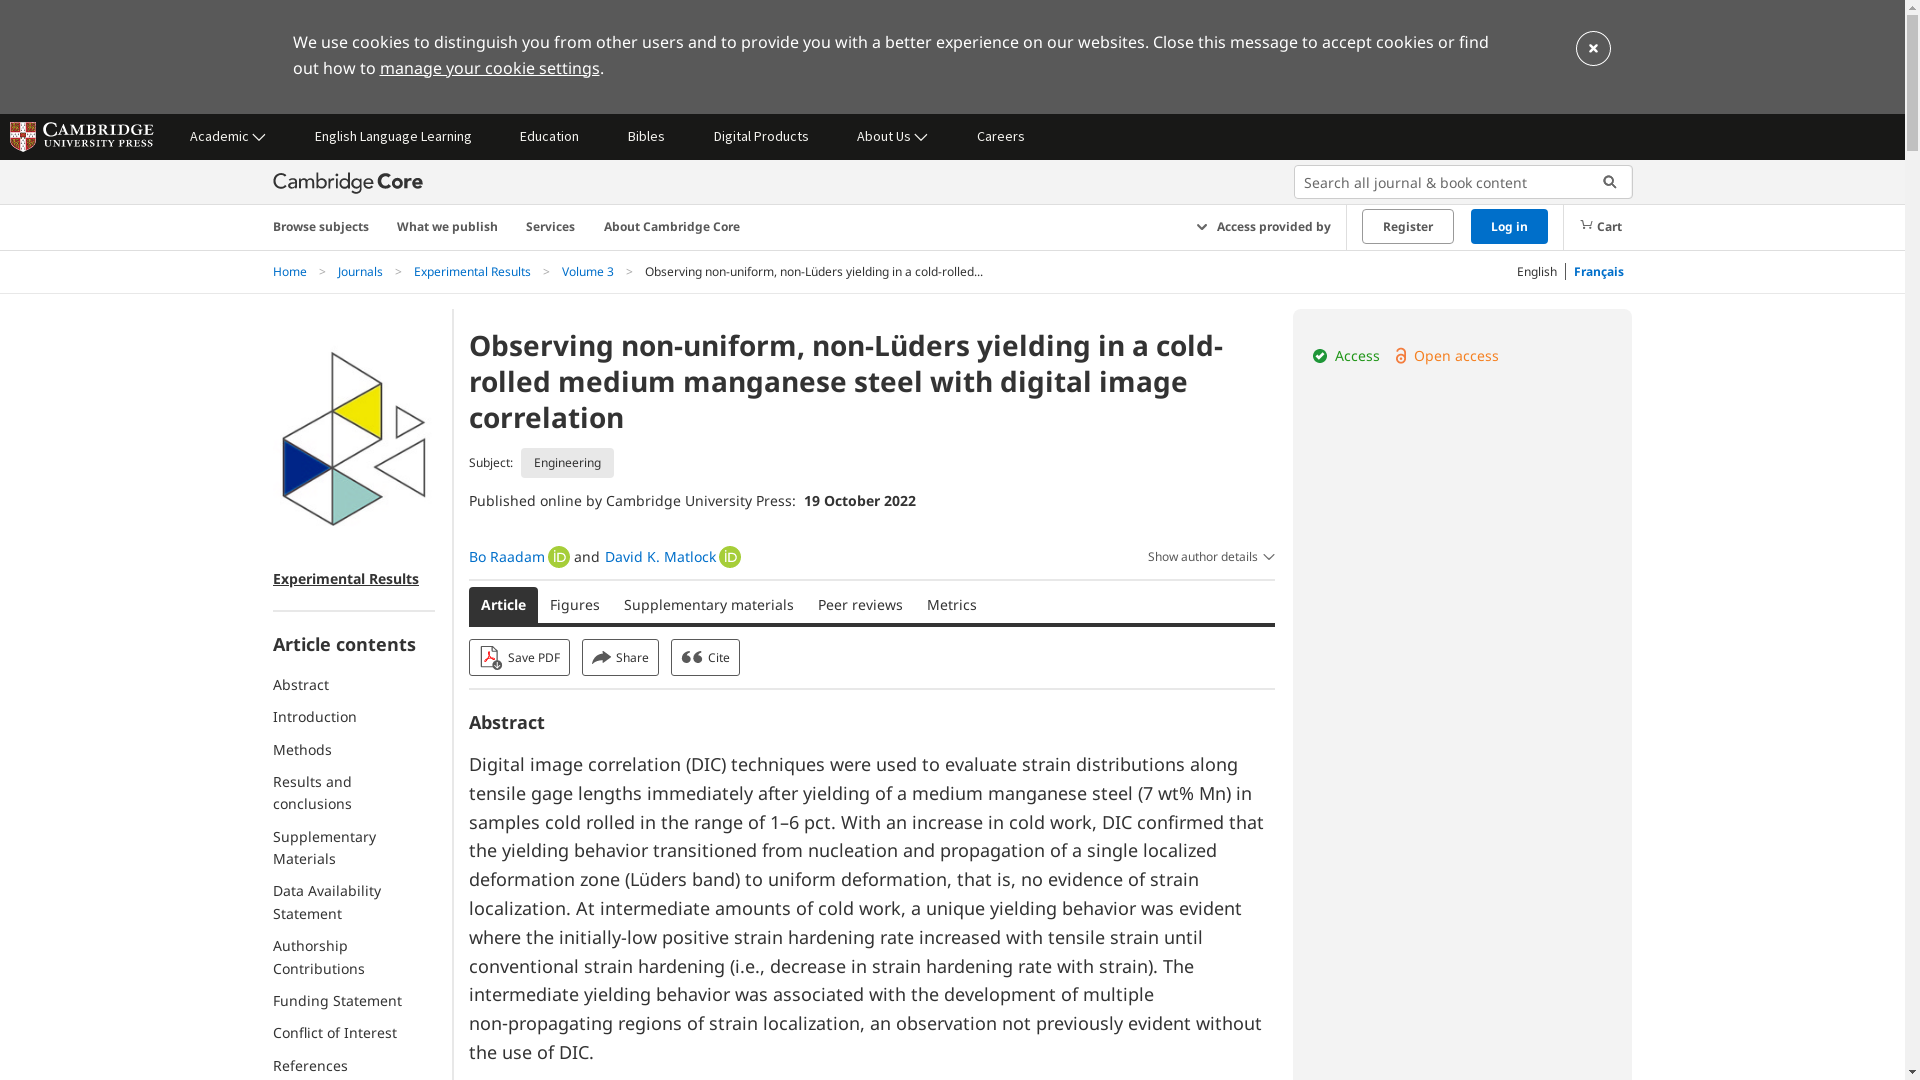 We use cookies to distinguish you from other users and to provide you with a better experience on our websites. Close this message to accept cookies or find
out how to manage your cookie settings.
CAMBRIDGE
UNIVERSITY PRESS
Academic
English Language Learning
Education
Bibles
Digital Products
About Us
Careers
Cambridge Core
Search all journal & book content
Browse subjects
What we publish
Services
About Cambridge Core
Access provided by
Register
Log in
Cart
Home > Journals > Experimental Results > Volume 3 > Observing non-uniform, non-Lüders yielding in a cold-rolled...
English
Français
Experimental Results
Article contents
Abstract
Introduction
Methods
Results and
conclusions
Supplementary
Materials
Data Availability
Statement
Authorship
Contributions
Funding Statement
Conflict of Interest
References
Observing non-uniform, non-Lüders yielding in a cold-
rolled medium manganese steel with digital image
correlation
Subject: Engineering
Published online by Cambridge University Press: 19 October 2022
Bo Raadam iD and David K. Matlock iD
Show author details
Article
Figures
Supplementary materials
Peer reviews
Metrics
Save PDF
Share
Cite
Abstract
Digital image correlation (DIC) techniques were used to evaluate strain distributions along
tensile gage lengths immediately after yielding of a medium manganese steel (7 wt% Mn) in
samples cold rolled in the range of 1–6 pct. With an increase in cold work, DIC confirmed that
the yielding behavior transitioned from nucleation and propagation of a single localized
deformation zone (Lüders band) to uniform deformation, that is, no evidence of strain
localization. At intermediate amounts of cold work, a unique yielding behavior was evident
where the initially-low positive strain hardening rate increased with tensile strain until
conventional strain hardening (i.e., decrease in strain hardening rate with strain). The
intermediate yielding behavior was associated with the development of multiple
non-propagating regions of strain localization, an observation not previously evident without
the use of DIC.
Access
Open access